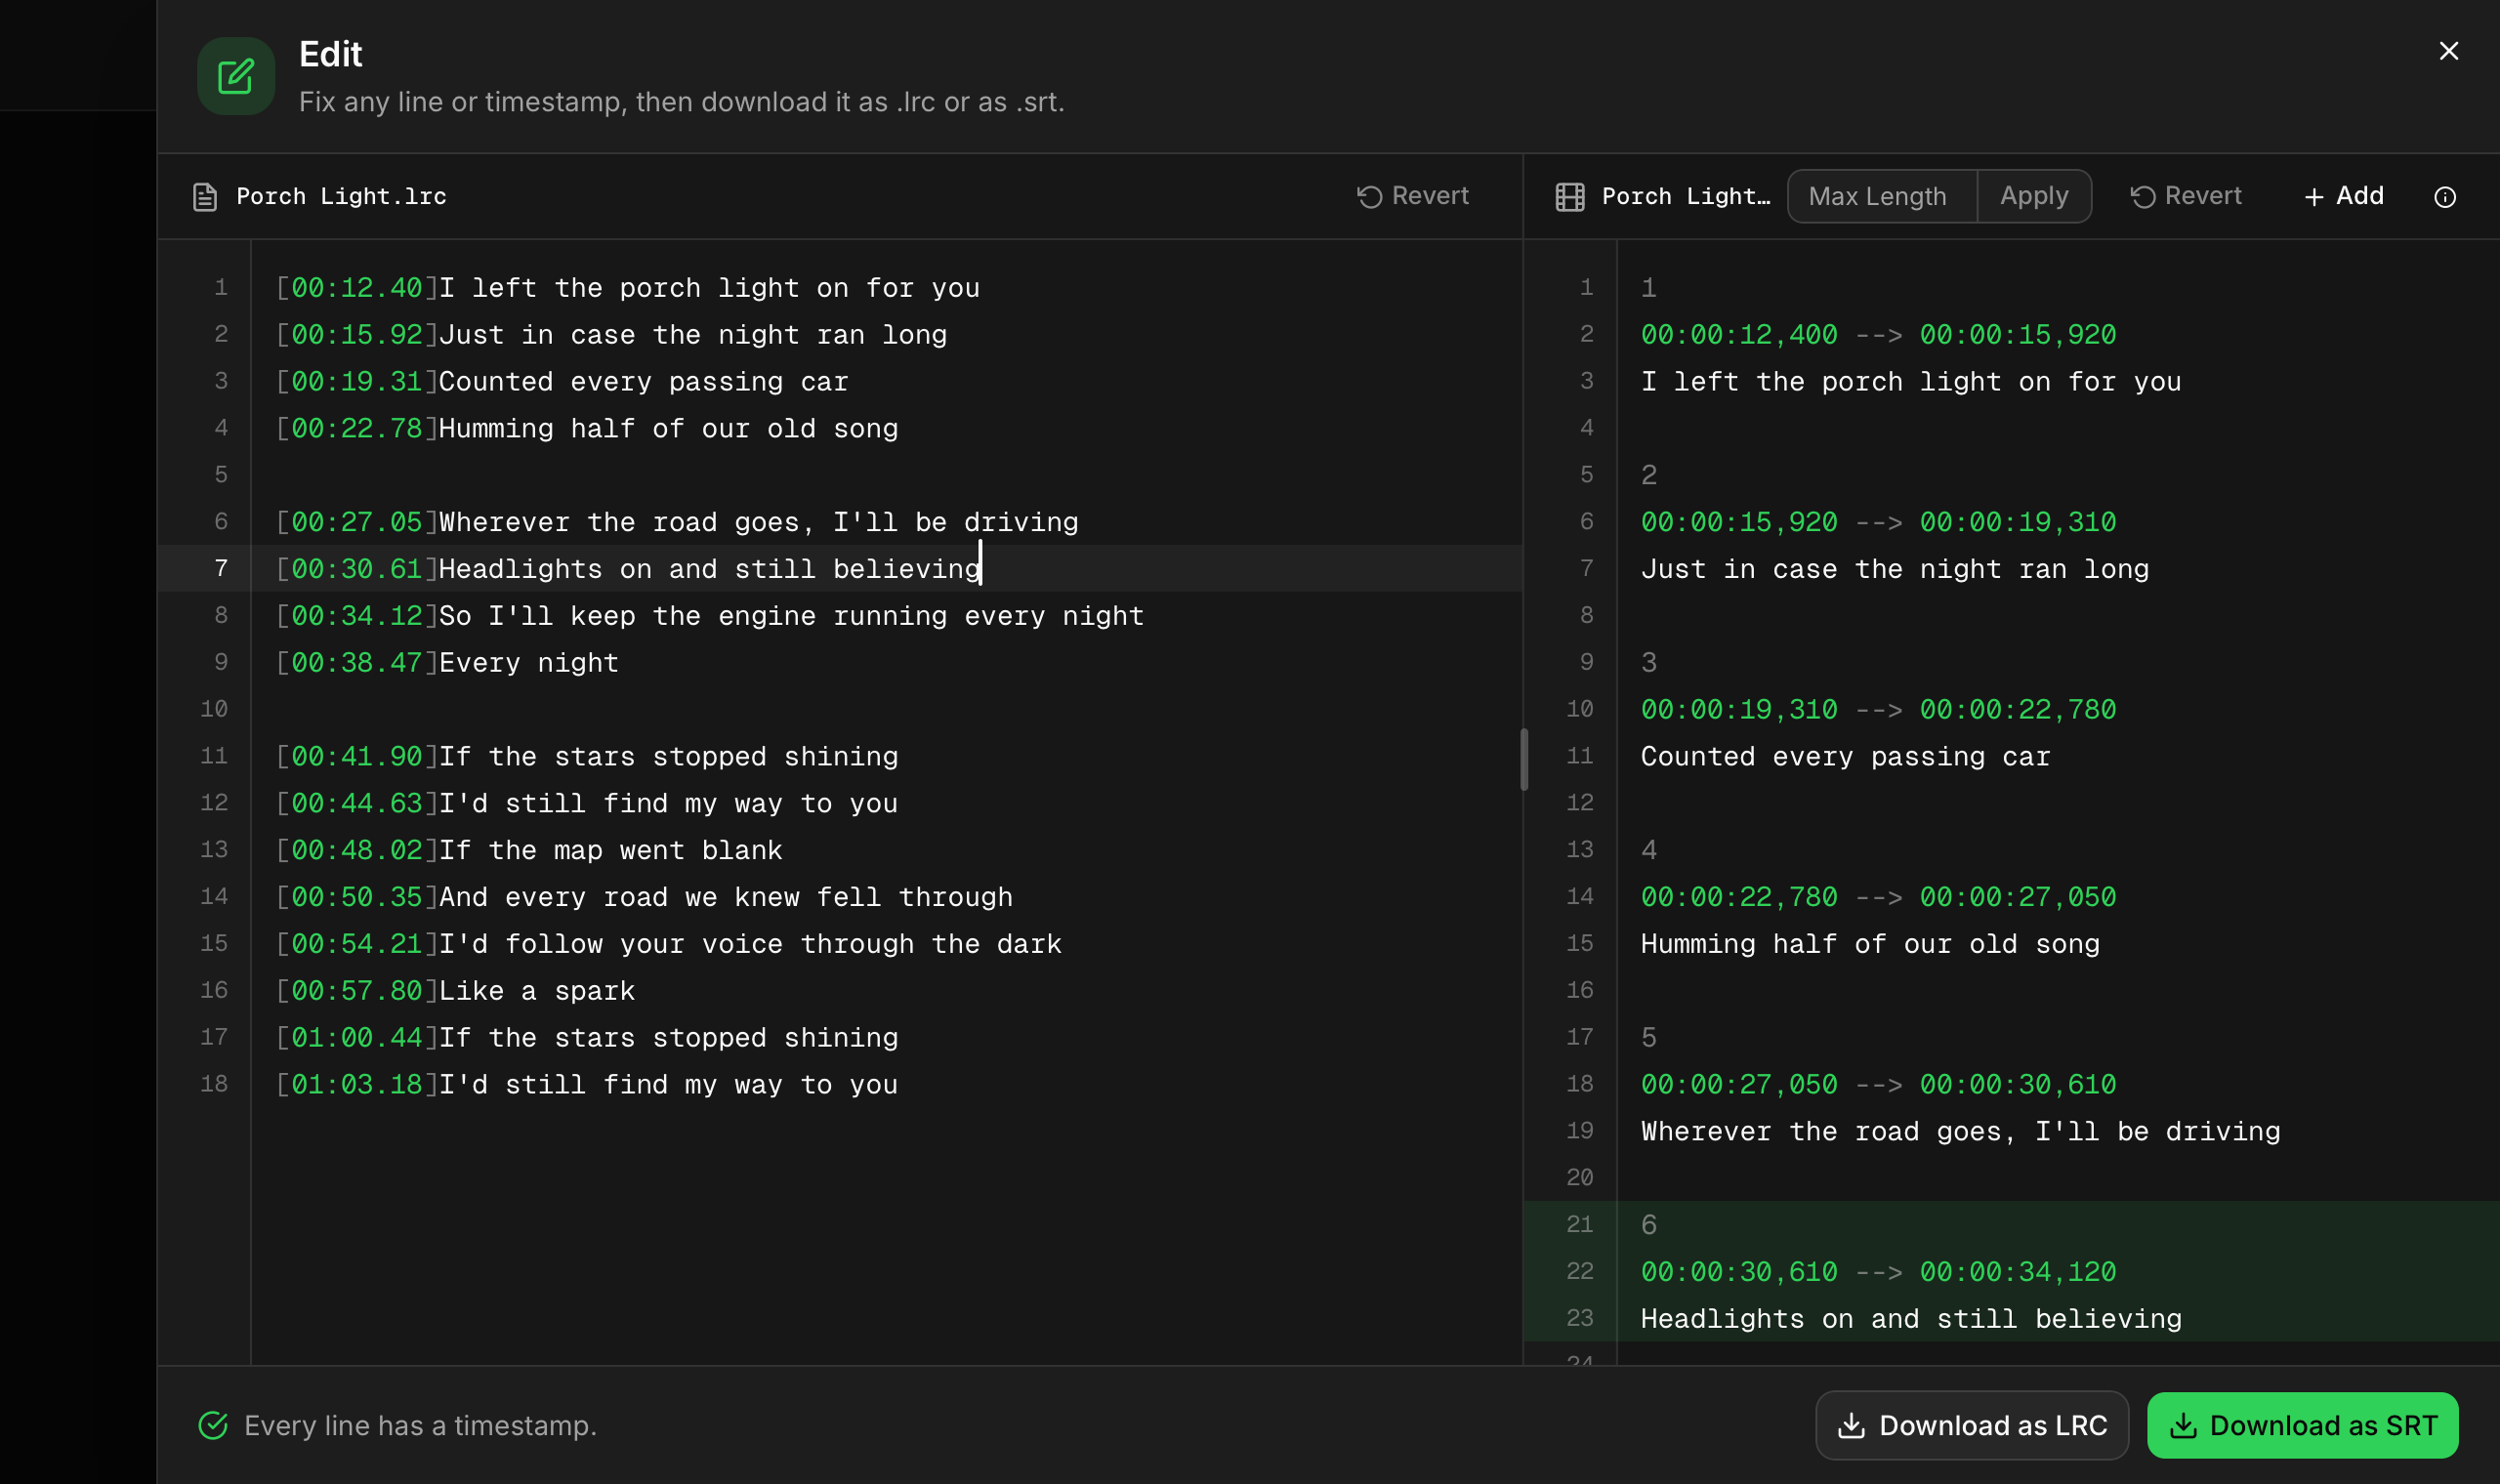 Edit
Fix any line or timestamp, then download it as .lrc or as .srt.
Porch Light.lrc
Revert
1 [00:12.40]I left the porch light on for you
2 [00:15.92]Just in case the night ran long
3 [00:19.31]Counted every passing car
4 [00:22.78]Humming half of our old song
5
6 [00:27.05]Wherever the road goes, I'll be driving
7 [00:30.61]Headlights on and still believing
8 [00:34.12]So I'll keep the engine running every night
9 [00:38.47]Every night
10
11 [00:41.90]If the stars stopped shining
12 [00:44.63]I'd still find my way to you
13 [00:48.02]If the map went blank
14 [00:50.35]And every road we knew fell through
15 [00:54.21]I'd follow your voice through the dark
16 [00:57.80]Like a spark
17 [01:00.44]If the stars stopped shining
18 [01:03.18]I'd still find my way to you
Porch Light…
Max Length
Apply
Revert
Add
1 1
2 00:00:12,400 --> 00:00:15,920
3 I left the porch light on for you
4
5 2
6 00:00:15,920 --> 00:00:19,310
7 Just in case the night ran long
8
9 3
10 00:00:19,310 --> 00:00:22,780
11 Counted every passing car
12
13 4
14 00:00:22,780 --> 00:00:27,050
15 Humming half of our old song
16
17 5
18 00:00:27,050 --> 00:00:30,610
19 Wherever the road goes, I'll be driving
20
21 6
22 00:00:30,610 --> 00:00:34,120
23 Headlights on and still believing
24
Every line has a timestamp.
Download as LRC
Download as SRT